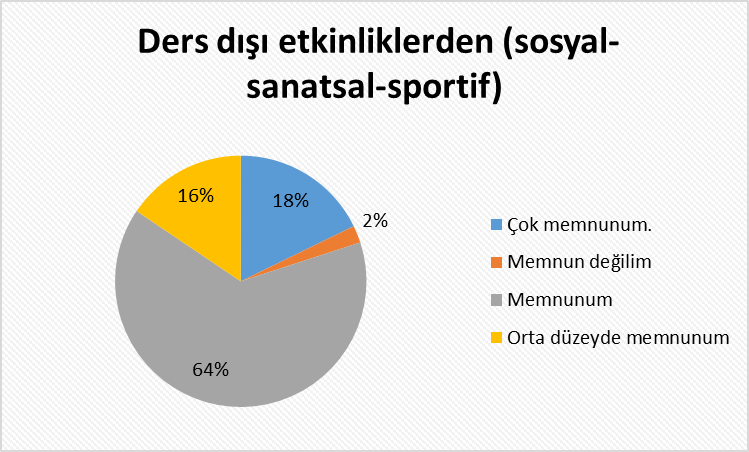 Ders dışı etkinliklerden (sosyal-
sanatsal-sportif)
16%
18%
2%
64%
Çok memnunum.
Memnun değilim
Memnunum
Orta düzeyde memnunum